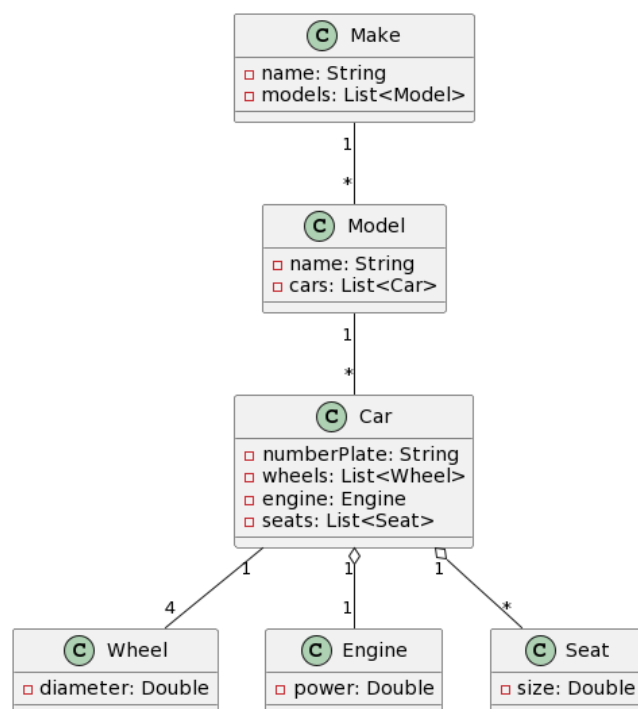 C Make
name: String
models: List<Model>
1
*
C Model
name: String
cars: List<Car>
1
*
C Car
numberPlate: String
wheels: List<Wheel>
engine: Engine
seats: List<Seat>
1 1 1
4 1 *
C Wheel
diameter: Double
C Engine
power: Double
C Seat
size: Double